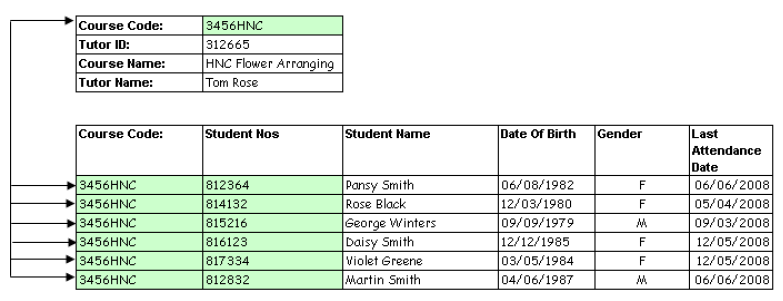 Course Code: 3456HNC
Tutor ID: 312665
Course Name: HNC Flower Arranging
Tutor Name: Tom Rose
Course Code: Student Nos Student Name Date Of Birth Gender Last
Attendance
Date
3456HNC 812364 Pansy Smith 06/08/1982 F 06/06/2008
3456HNC 814132 Rose Black 12/03/1980 F 05/04/2008
3456HNC 815216 George Winters 09/09/1979 M 09/03/2008
3456HNC 816123 Daisy Smith 12/12/1985 F 12/05/2008
3456HNC 817334 Violet Greene 03/05/1984 F 12/05/2008
3456HNC 812832 Martin Smith 04/06/1987 M 06/06/2008